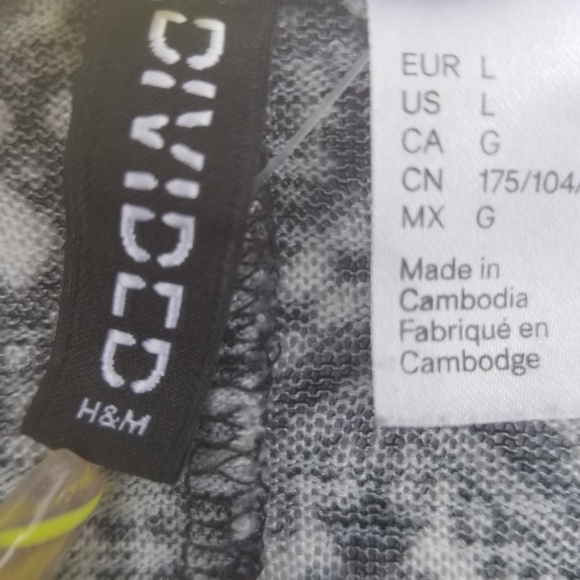 DIVIDED
H&M
EUR L
US L
CA G
CN 175/104/
MX G
Made in
Cambodia
Fabriqué en
Cambodge